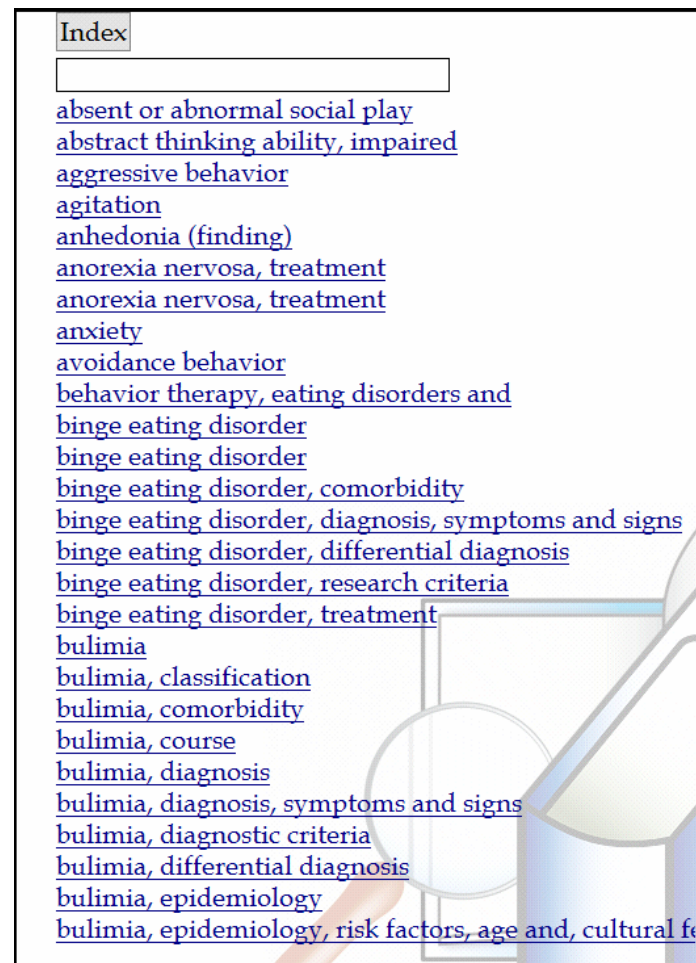 Index
absent or abnormal social play
abstract thinking ability, impaired
aggressive behavior
agitation
anhedonia (finding)
anorexia nervosa, treatment
anorexia nervosa, treatment
anxiety
avoidance behavior
behavior therapy, eating disorders and
binge eating disorder
binge eating disorder
binge eating disorder, comorbidity
binge eating disorder, diagnosis, symptoms and signs
binge eating disorder, differential diagnosis
binge eating disorder, research criteria
binge eating disorder, treatment
bulimia
bulimia, classification
bulimia, comorbidity
bulimia, course
bulimia, diagnosis
bulimia, diagnosis, symptoms and signs
bulimia, diagnostic criteria
bulimia, differential diagnosis
bulimia, epidemiology
bulimia, epidemiology, risk factors, age and, cultural